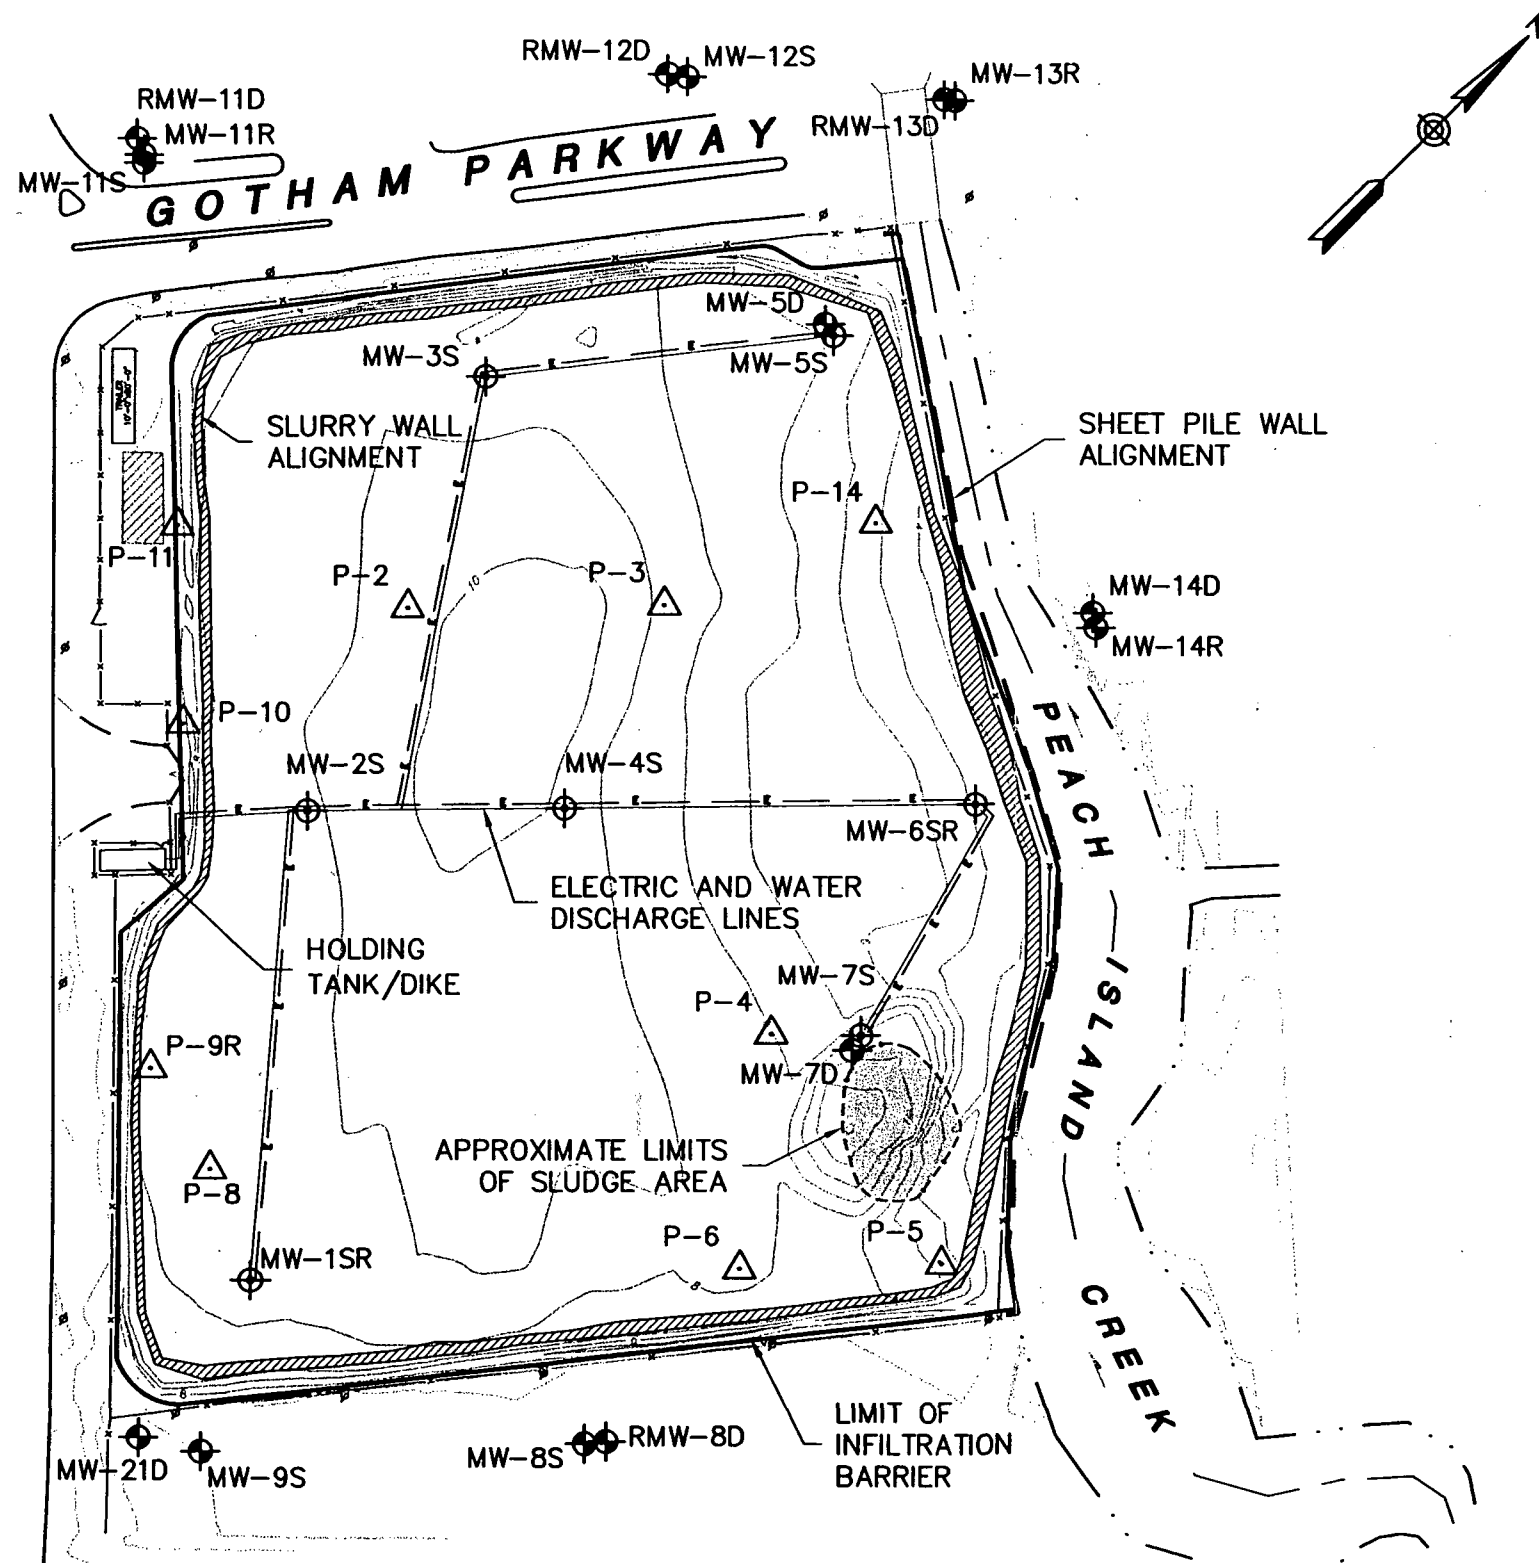 RMW-12D
MW-12S
MW-13R
RMW-11D
MW-11R
RMW-13D
MW-11S
GOTHAM PARKWAY
MW-5D
MW-3S
MW-5S
SLURRY WALL
ALIGNMENT
SHEET PILE WALL
ALIGNMENT
P-14
P-11
P-2
P-3
10
MW-14D
MW-14R
P-10
MW-2S
MW-4S
MW-6SR
PEACH ISLAND CREEK
ELECTRIC AND WATER
DISCHARGE LINES
HOLDING
TANK/DIKE
MW-7S
P-4
P-9R
MW-7D
APPROXIMATE LIMITS
OF SLUDGE AREA
P-8
P-6
P-5
MW-1SR
8
8
LIMIT OF
INFILTRATION
BARRIER
MW-21D
MW-9S
MW-8S
RMW-8D